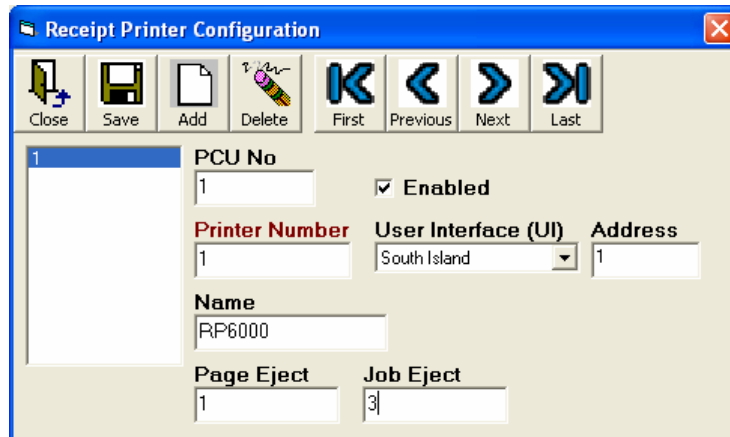 Receipt Printer Configuration
Close Save Add Delete First Previous Next Last
1
PCU No
1
Enabled
Printer Number User Interface (UI) Address
1 South Island 1
Name
RP6000
Page Eject Job Eject
1 3